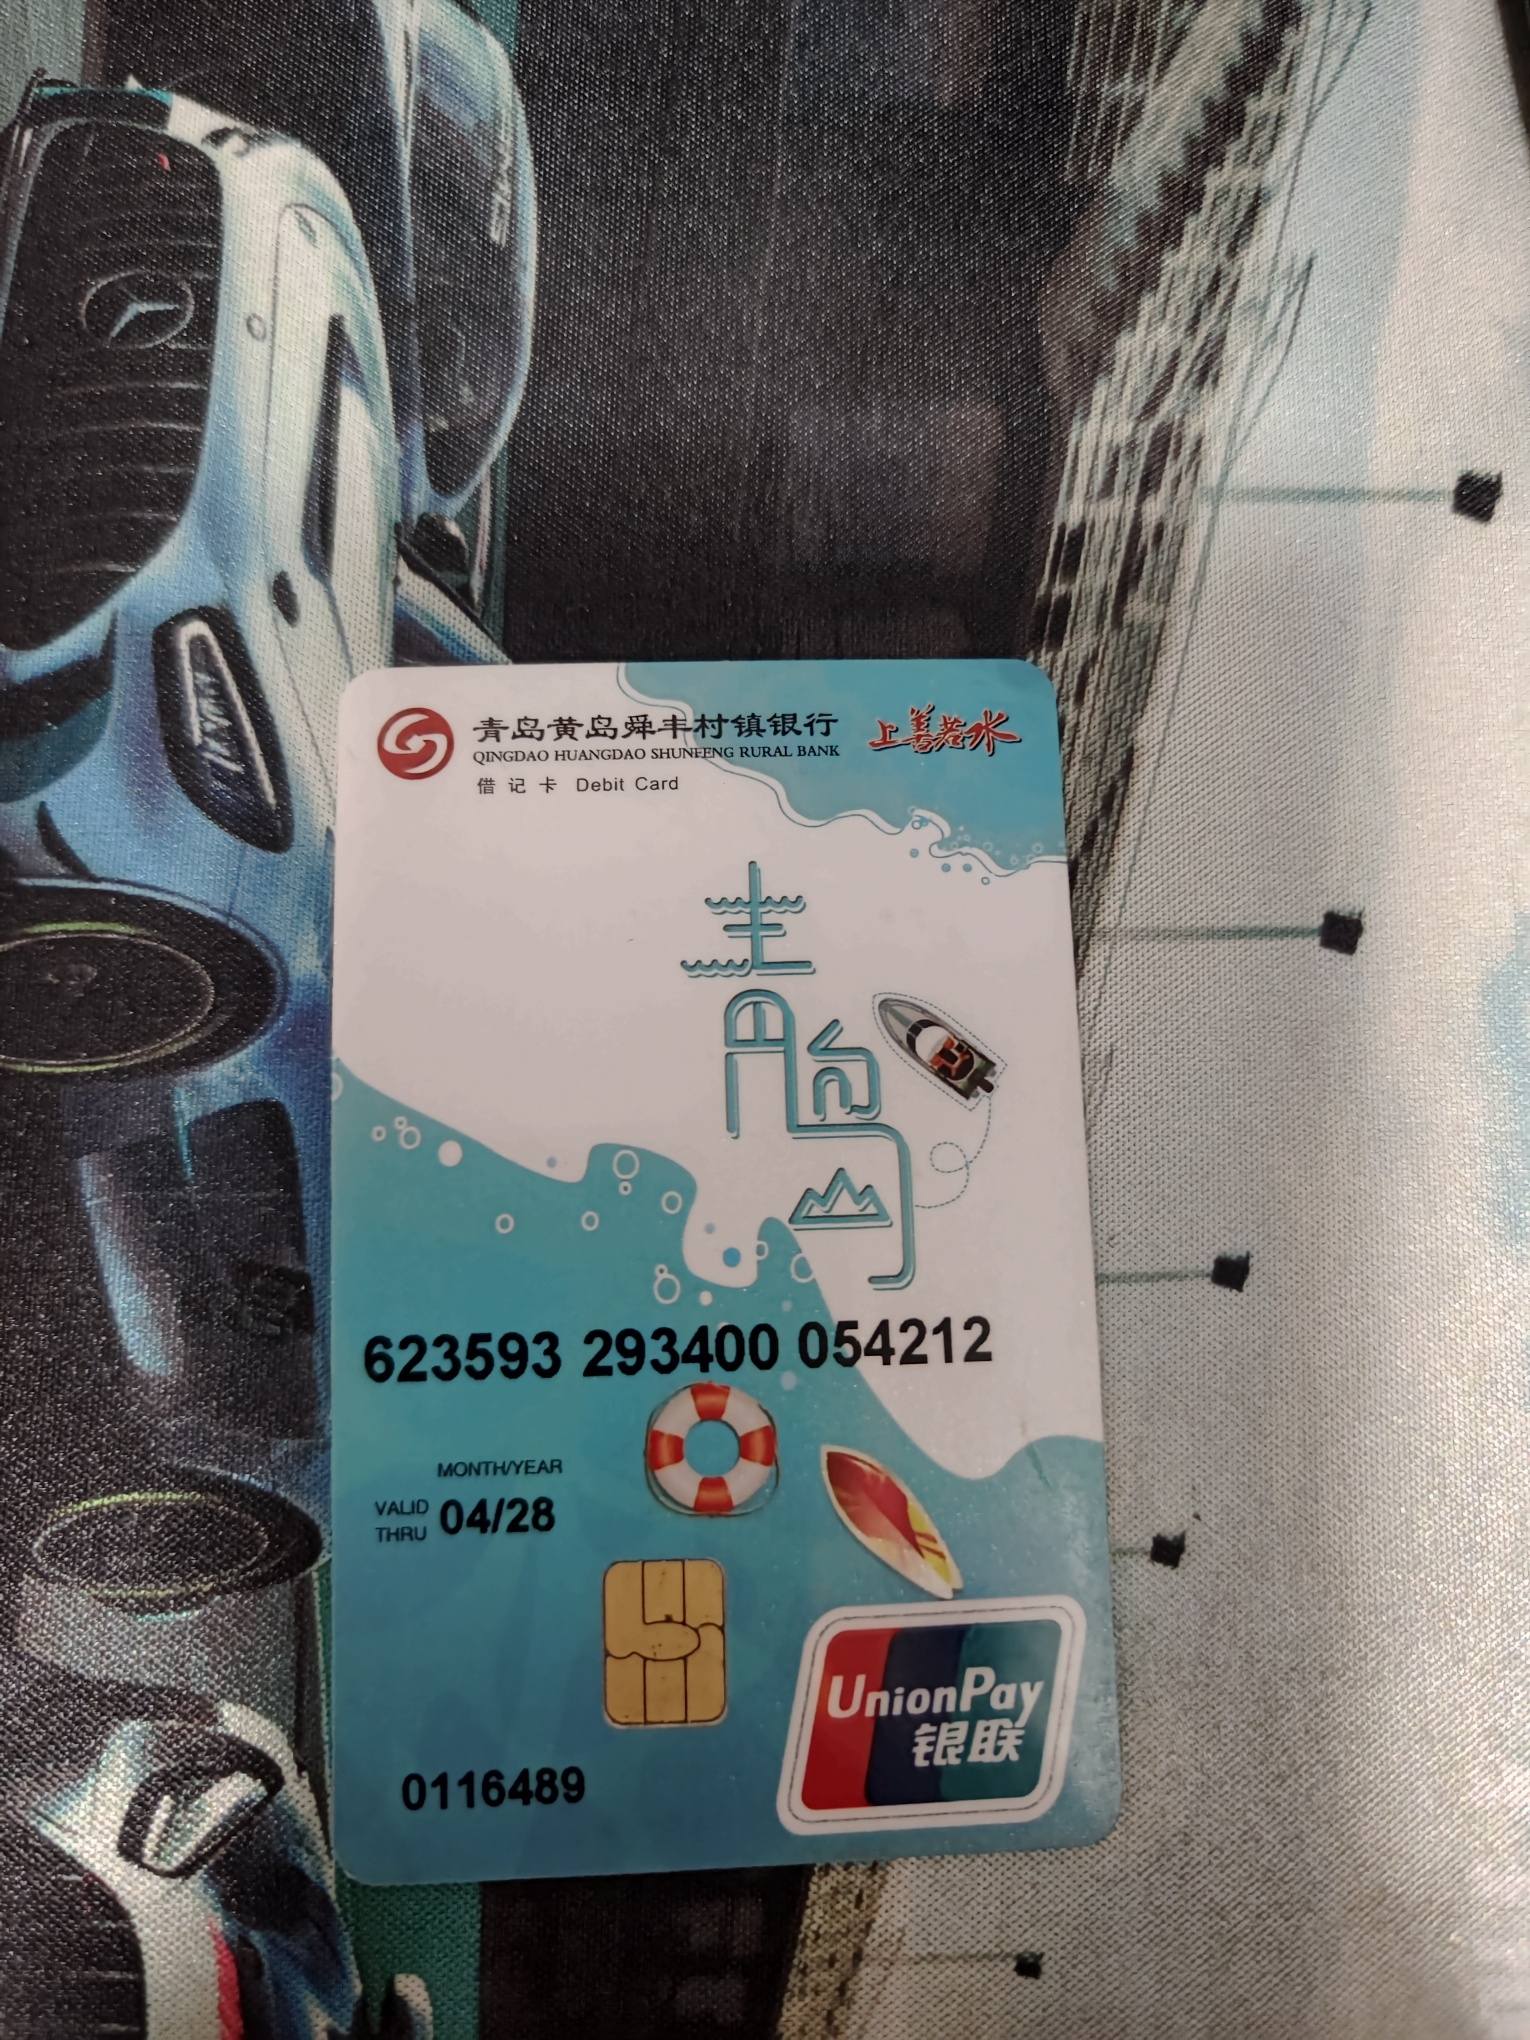 青岛黄岛舜丰村镇银行
QINGDAO HUANGDAO SHUNFENG RURAL BANK
上善若水
借记卡 Debit Card
青岛
623593 293400 054212
MONTH/YEAR
VALID THRU 04/28
UnionPay
银联
0116489